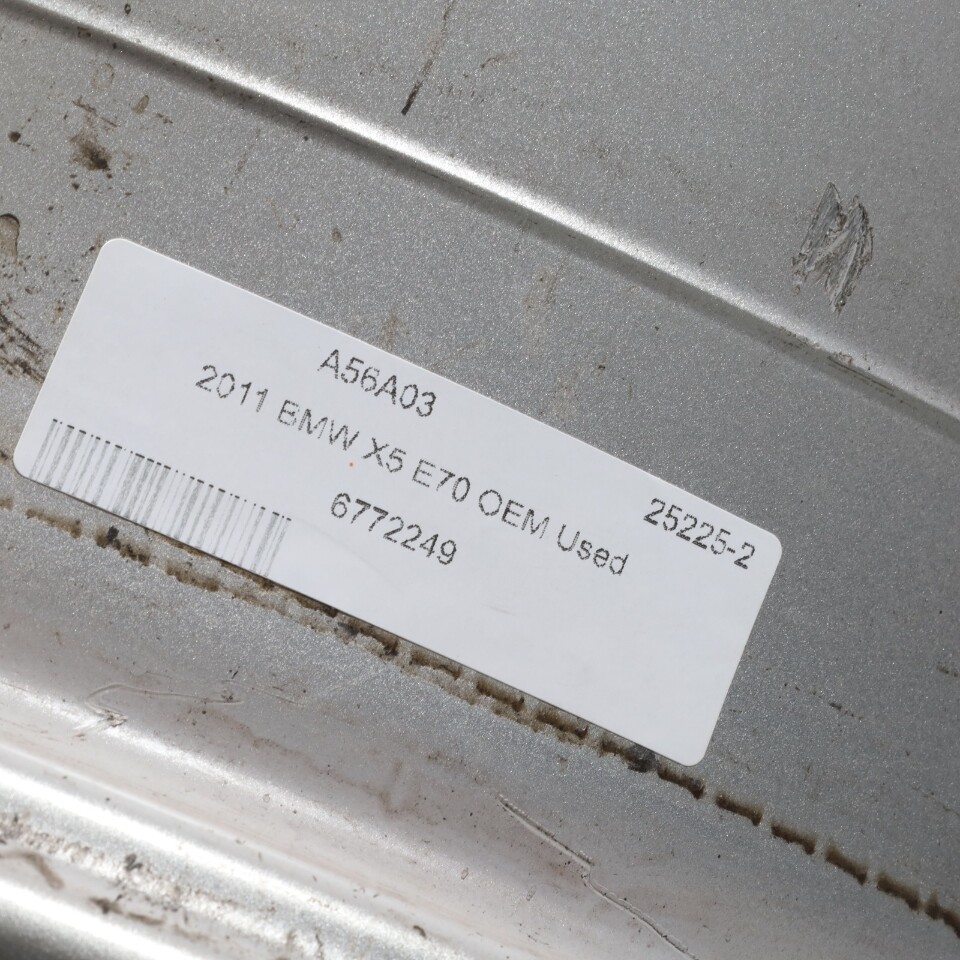 A56A03
2011 BMW X5 E70 OEM Used
25225-2
6772249